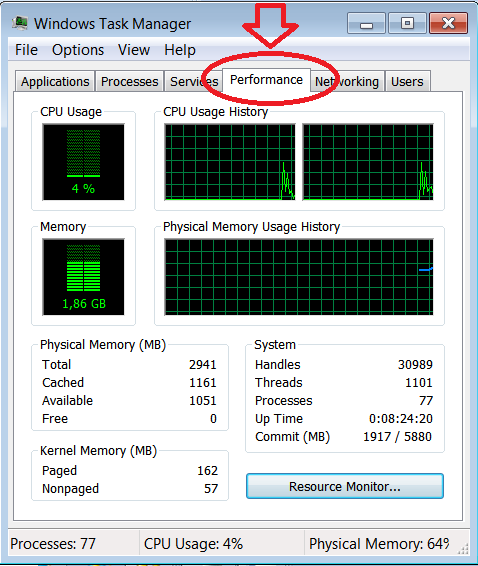 Windows Task Manager
File Options View Help
Applications Processes Services Performance Networking Users
CPU Usage CPU Usage History
4 %
Memory Physical Memory Usage History
1,86 GB
Physical Memory (MB)
Total 2941
Cached 1161
Available 1051
Free 0
Kernel Memory (MB)
Paged 162
Nonpaged 57
System
Handles 30989
Threads 1101
Processes 77
Up Time 0:08:24:20
Commit (MB) 1917 / 5880
Resource Monitor...
Processes: 77 CPU Usage: 4% Physical Memory: 64%